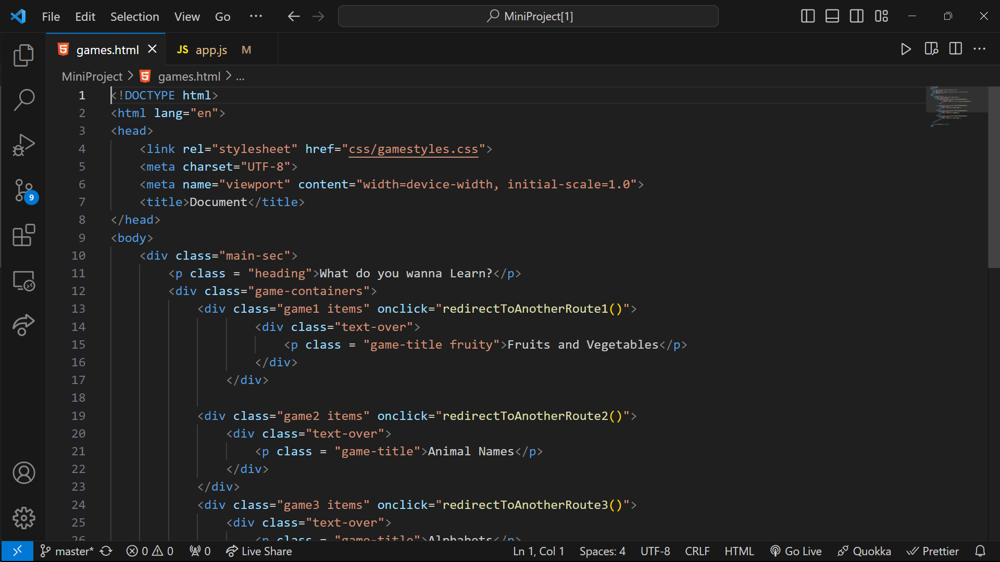 File Edit Selection View Go ··· MiniProject[1]
games.html JS app.js M
MiniProject > games.html > ...
1 <!DOCTYPE html>
2 <html lang="en">
3 <head>
4 <link rel="stylesheet" href="css/gamestyles.css">
5 <meta charset="UTF-8">
6 <meta name="viewport" content="width=device-width, initial-scale=1.0">
7 <title>Document</title>
8 </head>
9 <body>
10 <div class="main-sec">
11 <p class = "heading">What do you wanna Learn?</p>
12 <div class="game-containers">
13 <div class="game1 items" onclick="redirectToAnotherRoute1()">
14 <div class="text-over">
15 <p class = "game-title fruity">Fruits and Vegetables</p>
16 </div>
17 </div>
18
19 <div class="game2 items" onclick="redirectToAnotherRoute2()">
20 <div class="text-over">
21 <p class = "game-title">Animal Names</p>
22 </div>
23 </div>
24 <div class="game3 items" onclick="redirectToAnotherRoute3()">
25 <div class="text-over">
26 <p class = "game-title">Alphabets</p>
9
master* 0 0 0 Live Share Ln 1, Col 1 Spaces: 4 UTF-8 CRLF HTML Go Live Quokka Prettier